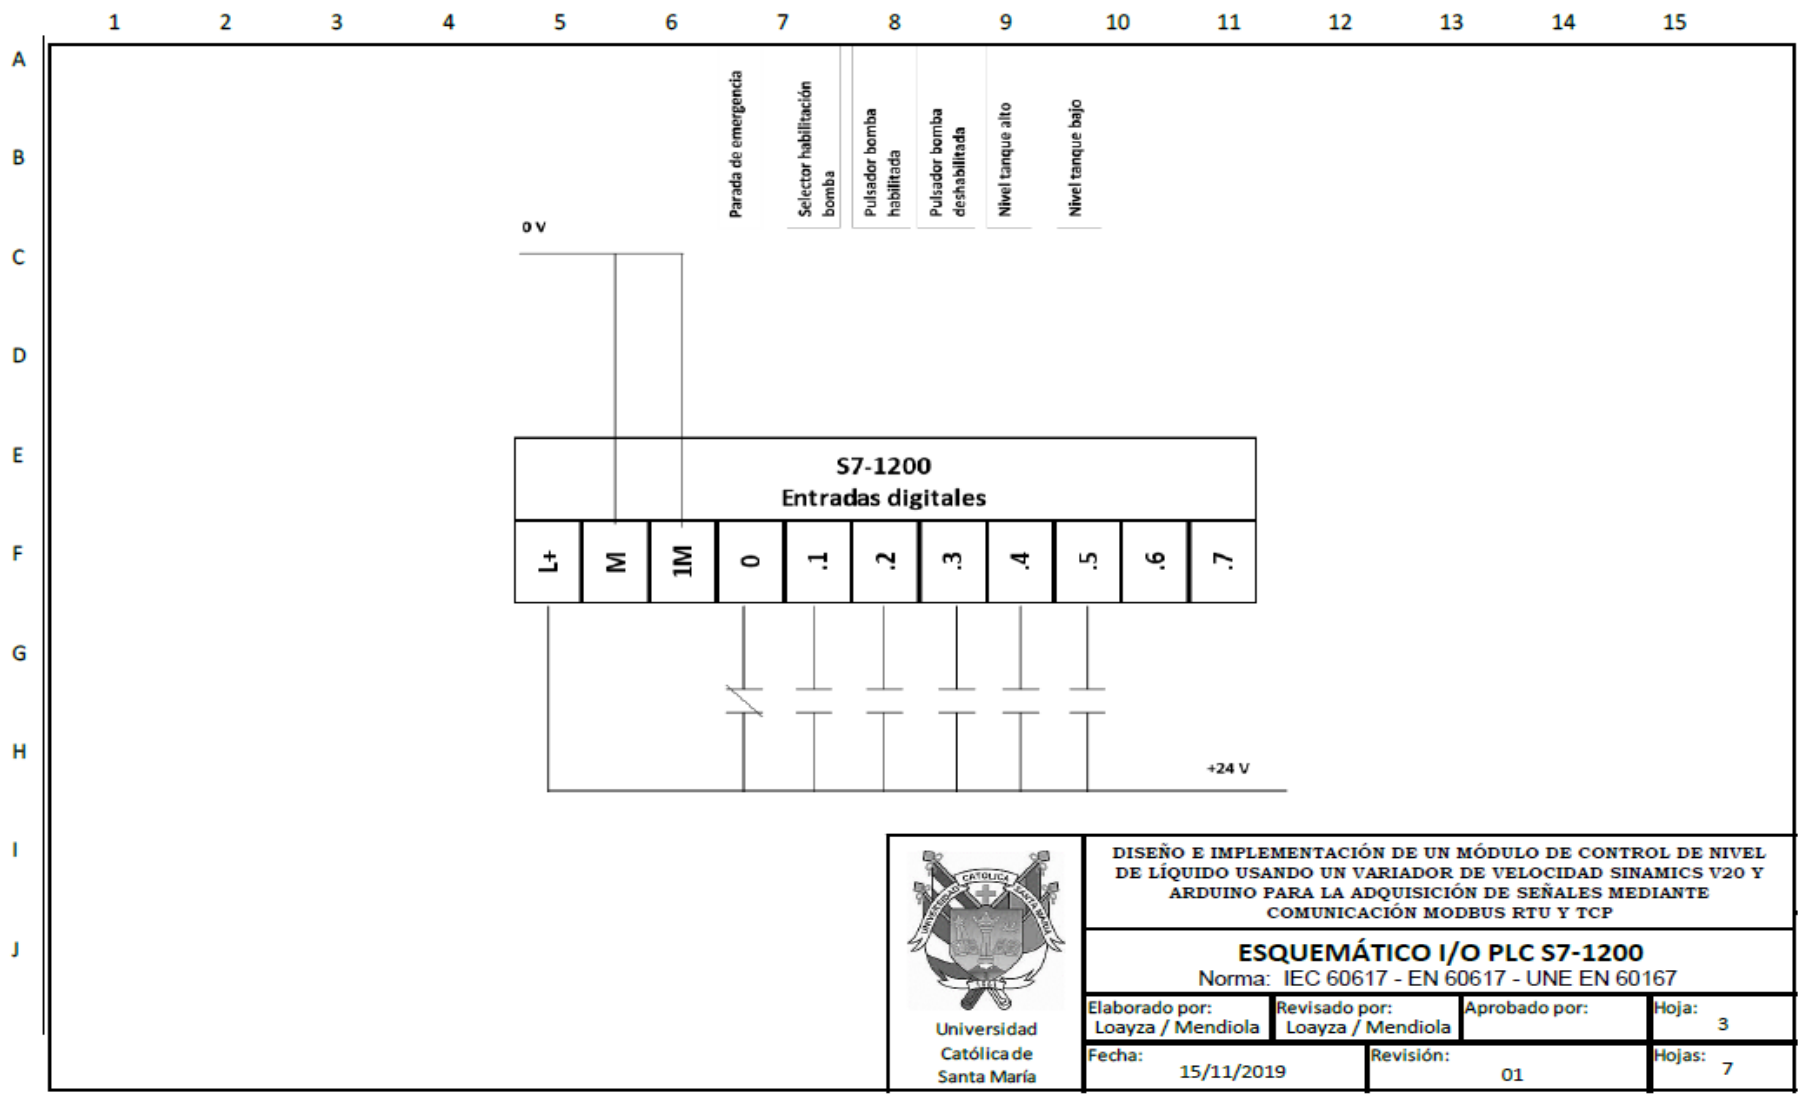 1 2 3 4 5 6 7 8 9 10 11 12 13 14 15
A
B
C
D
E
F
G
H
I
J
Parada de emergencia
Selector habilitación
bomba
Pulsador bomba
habilitada
Pulsador bomba
deshabilitada
Nivel tanque alto
Nivel tanque bajo
0 V
S7-1200
Entradas digitales
L+ M 1M 0 .1 .2 .3 .4 .5 .6 .7
+24 V
UNIVERSIDAD CATOLICA SANTA MARIA
1961
Universidad
Católica de
Santa María
DISEÑO E IMPLEMENTACIÓN DE UN MÓDULO DE CONTROL DE NIVEL
DE LÍQUIDO USANDO UN VARIADOR DE VELOCIDAD SINAMICS V20 Y
ARDUINO PARA LA ADQUISICIÓN DE SEÑALES MEDIANTE
COMUNICACIÓN MODBUS RTU Y TCP
ESQUEMÁTICO I/O PLC S7-1200
Norma: IEC 60617 - EN 60617 - UNE EN 60167
Elaborado por:
Loayza / Mendiola
Revisado por:
Loayza / Mendiola
Aprobado por:
Hoja:
3
Fecha:
15/11/2019
Revisión:
01
Hojas:
7